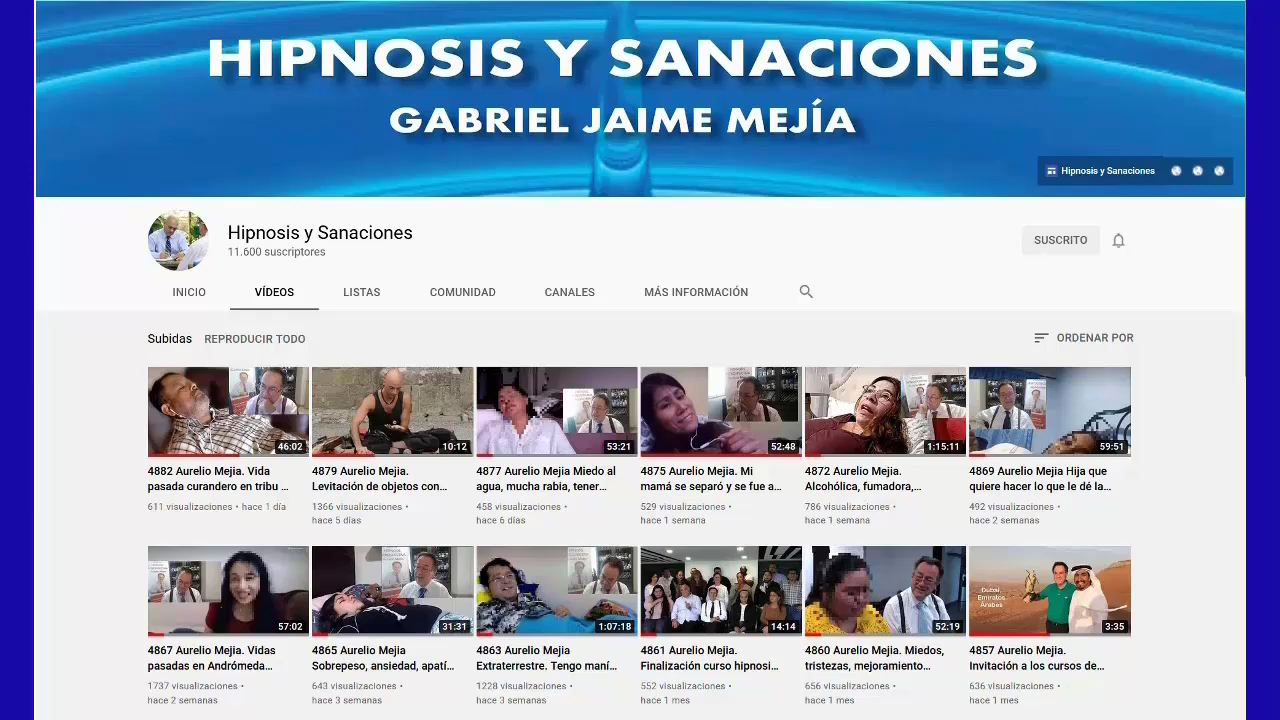 HIPNOSIS Y SANACIONES
GABRIEL JAIME MEJÍA
Hipnosis y Sanaciones
Hipnosis y Sanaciones
11.600 suscriptores
SUSCRITO
INICIO VÍDEOS LISTAS COMUNIDAD CANALES MÁS INFORMACIÓN
Subidas REPRODUCIR TODO ORDENAR POR
46:02 10:12 53:21 52:48 1:15:11 59:51
4882 Aurelio Mejia. Vida
pasada curandero en tribu ...
611 visualizaciones • hace 1 día
4879 Aurelio Mejia.
Levitación de objetos con...
1366 visualizaciones •
hace 5 días
4877 Aurelio Mejia Miedo al
agua, mucha rabia, tener...
458 visualizaciones •
hace 6 días
4875 Aurelio Mejia. Mi
mamá se separó y se fue a...
529 visualizaciones •
hace 1 semana
4872 Aurelio Mejia.
Alcohólica, fumadora,...
786 visualizaciones •
hace 1 semana
4869 Aurelio Mejia Hija que
quiere hacer lo que le dé la...
492 visualizaciones •
hace 2 semanas
Dubai,
Emiratos
Árabes
57:02 31:31 1:07:18 14:14 52:19 3:35
4867 Aurelio Mejia. Vidas
pasadas en Andrómeda...
1737 visualizaciones •
hace 2 semanas
4865 Aurelio Mejia
Sobrepeso, ansiedad, apatí...
643 visualizaciones •
hace 3 semanas
4863 Aurelio Mejia
Extraterrestre. Tengo maní...
1228 visualizaciones •
hace 3 semanas
4861 Aurelio Mejia.
Finalización curso hipnosi...
552 visualizaciones •
hace 1 mes
4860 Aurelio Mejia. Miedos,
tristezas, mejoramiento...
656 visualizaciones •
hace 1 mes
4857 Aurelio Mejia.
Invitación a los cursos de...
636 visualizaciones •
hace 1 mes